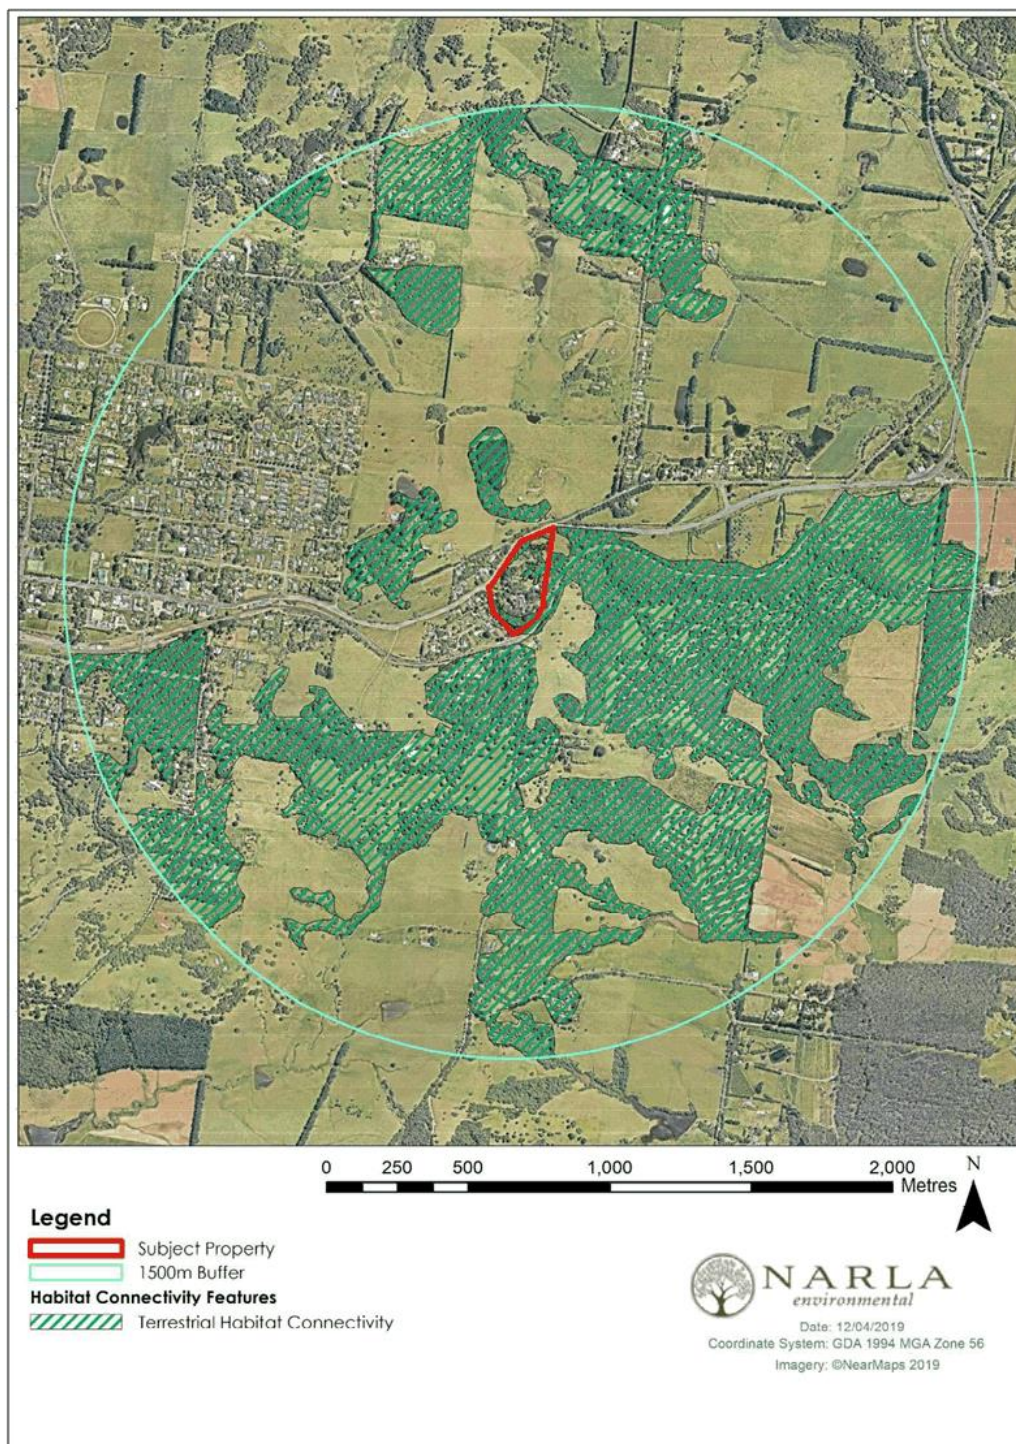 0 250 500 1,000 1,500 2,000
Metres
N
Legend
Subject Property
1500m Buffer
Habitat Connectivity Features
Terrestrial Habitat Connectivity
NARLA
environmental
Date: 12/04/2019
Coordinate System: GDA 1994 MGA Zone 56
Imagery: ©NearMaps 2019